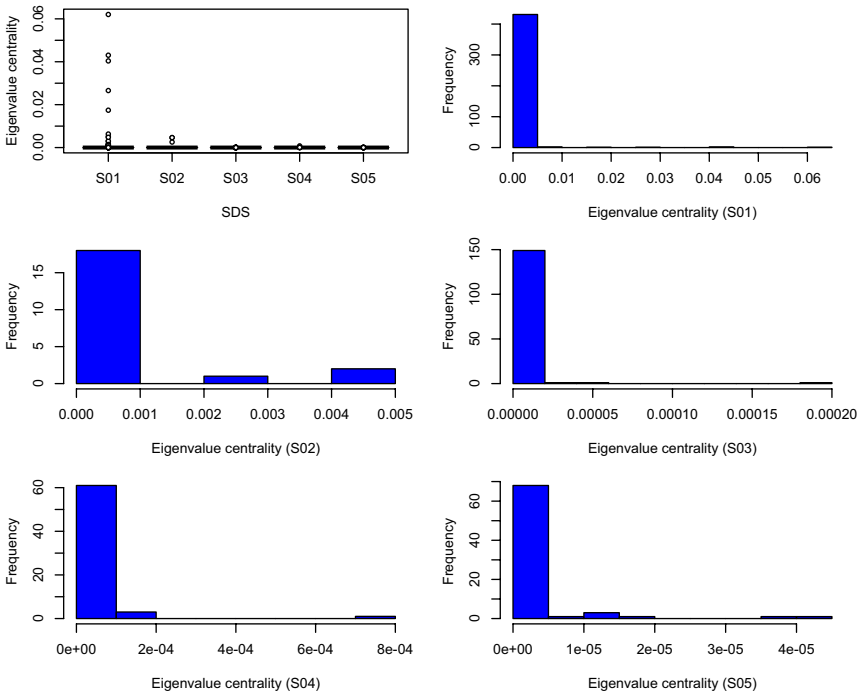 Eigenvalue centrality
0.00 0.02 0.04 0.06
S01 S02 S03 S04 S05
SDS
Frequency
0 100 300
0.00 0.01 0.02 0.03 0.04 0.05 0.06
Eigenvalue centrality (S01)
Frequency
0 5 10 15
0.000 0.001 0.002 0.003 0.004 0.005
Eigenvalue centrality (S02)
Frequency
0 50 100 150
0.00000 0.00005 0.00010 0.00015 0.00020
Eigenvalue centrality (S03)
Frequency
0 20 40 60
0e+00 2e-04 4e-04 6e-04 8e-04
Eigenvalue centrality (S04)
Frequency
0 20 40 60
0e+00 1e-05 2e-05 3e-05 4e-05
Eigenvalue centrality (S05)